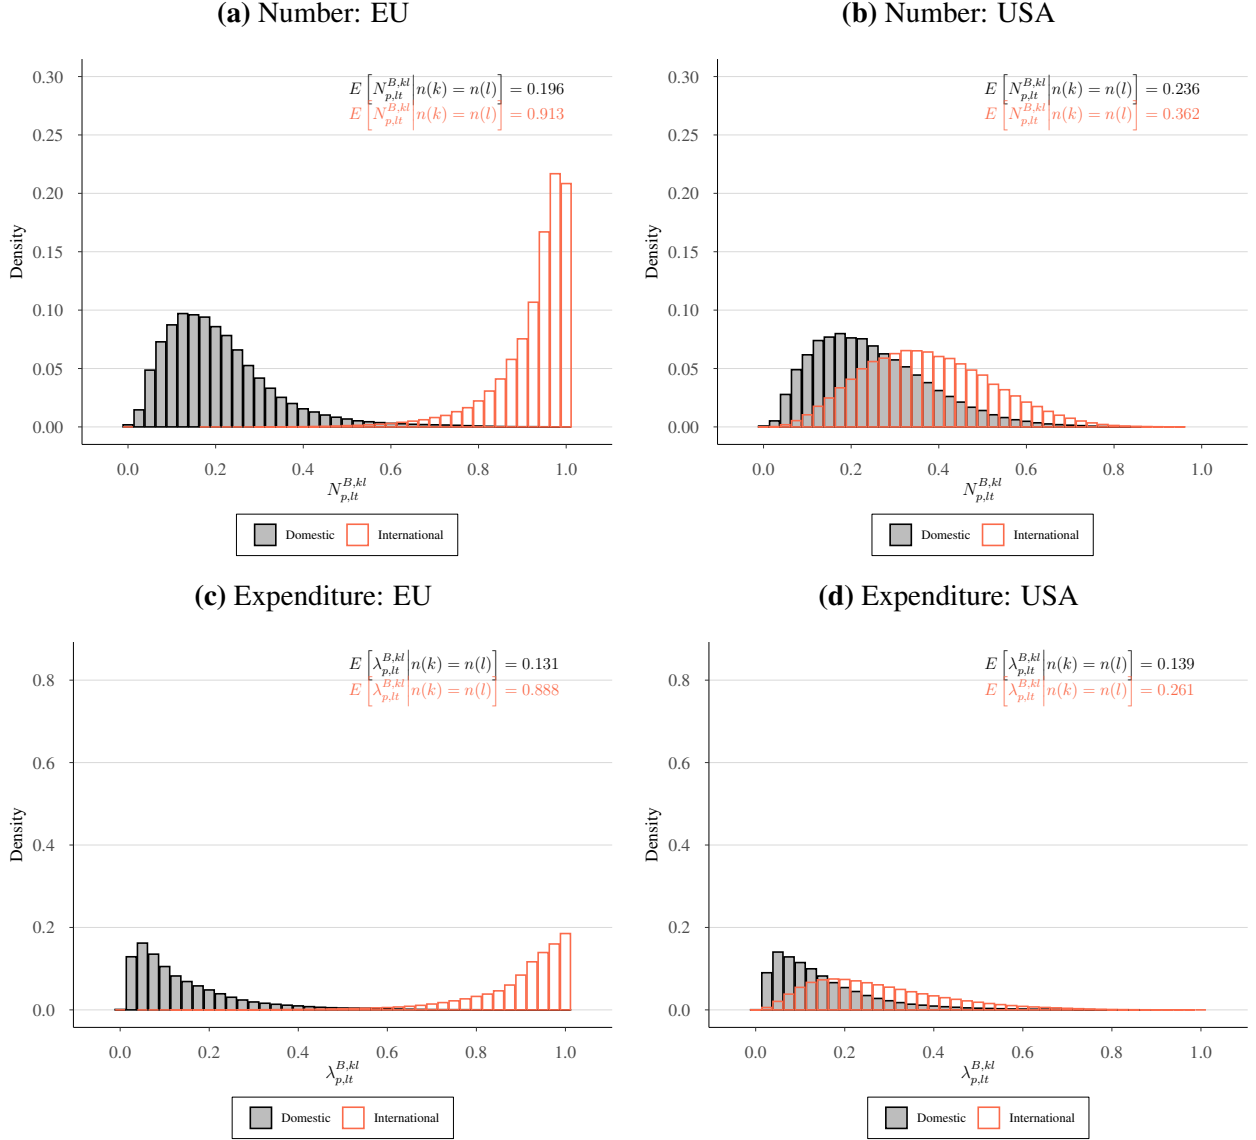 (a) Number: EU
0.30
0.25
0.20
0.15
0.10
0.05
0.00
Density
E [N^{B,kl}_{p,lt} | n(k) = n(l)] = 0.196
E [N^{B,kl}_{p,lt} | n(k) = n(l)] = 0.913
0.0 0.2 0.4 0.6 0.8 1.0
N^{B,kl}_{p,lt}
Domestic International
(b) Number: USA
0.30
0.25
0.20
0.15
0.10
0.05
0.00
Density
E [N^{B,kl}_{p,lt} | n(k) = n(l)] = 0.236
E [N^{B,kl}_{p,lt} | n(k) = n(l)] = 0.362
0.0 0.2 0.4 0.6 0.8 1.0
N^{B,kl}_{p,lt}
Domestic International
(c) Expenditure: EU
0.8
0.6
0.4
0.2
0.0
Density
E [λ^{B,kl}_{p,lt} | n(k) = n(l)] = 0.131
E [λ^{B,kl}_{p,lt} | n(k) = n(l)] = 0.888
0.0 0.2 0.4 0.6 0.8 1.0
λ^{B,kl}_{p,lt}
Domestic International
(d) Expenditure: USA
0.8
0.6
0.4
0.2
0.0
Density
E [λ^{B,kl}_{p,lt} | n(k) = n(l)] = 0.139
E [λ^{B,kl}_{p,lt} | n(k) = n(l)] = 0.261
0.0 0.2 0.4 0.6 0.8 1.0
λ^{B,kl}_{p,lt}
Domestic International